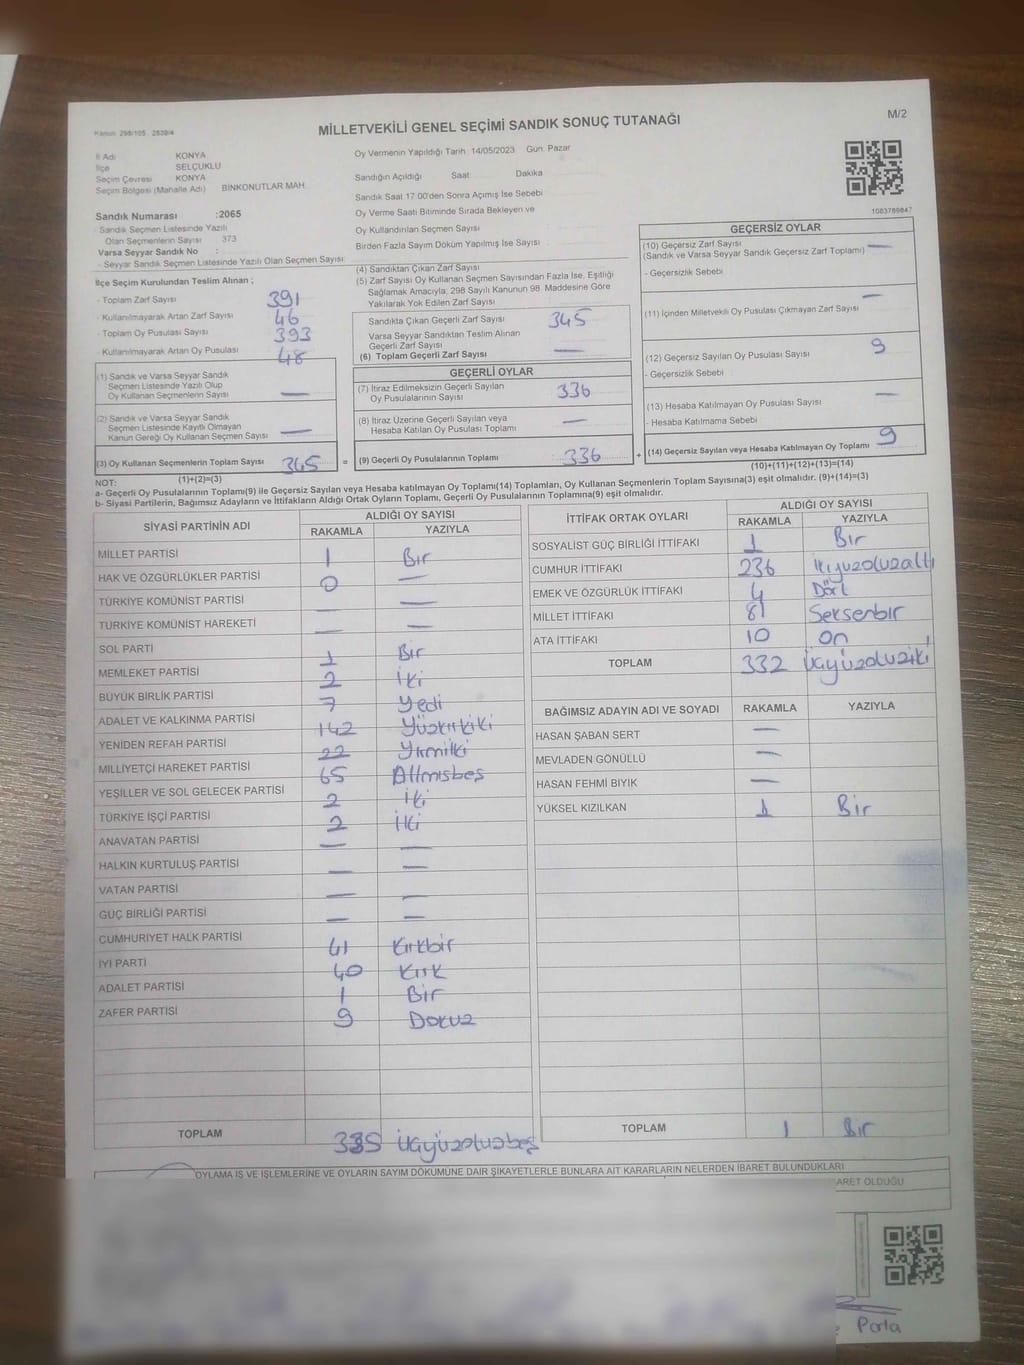 Kanun 298/105 2839/4
M/2
MİLLETVEKİLİ GENEL SEÇİMİ SANDIK SONUÇ TUTANAĞI
İl Adı KONYA
İlçe SELÇUKLU
Seçim Çevresi KONYA
Seçim Bölgesi (Mahalle Adı) BİNKONUTLAR MAH.
Sandık Numarası :2065
Sandık Seçmen Listesinde Yazılı
Olan Seçmenlerin Sayısı 373
Varsa Seyyar Sandık No :
- Seyyar Sandık Seçmen Listesinde Yazılı Olan Seçmen Sayısı:
Oy Vermenin Yapıldığı Tarih 14/05/2023 Gün: Pazar
Sandığın Açıldığı Saat Dakika
Sandık Saat 17.00'den Sonra Açımış İse Sebebi
Oy Verme Saati Bitiminde Sırada Bekleyen ve
Oy Kullandırılan Seçmen Sayısı
Birden Fazla Sayım Döküm Yapılmış İse Sayısı
1083789847
İlçe Seçim Kurulundan Teslim Alınan ;
- Toplam Zarf Sayısı 391
- Kullanılmayarak Artan Zarf Sayısı 46
- Toplam Oy Pusulası Sayısı 393
- Kullanılmayarak Artan Oy Pusulası 48
(1) Sandık ve Varsa Seyyar Sandık
Seçmen Listesinde Yazılı Olup
Oy Kullanan Seçmenlerin Sayısı —
(2) Sandık ve Varsa Seyyar Sandık
Seçmen Listesinde Kayıtlı Olmayan
Kanun Gereği Oy Kullanan Seçmen Sayısı —
(3) Oy Kullanan Seçmenlerin Toplam Sayısı 345 =
(1)+(2)=(3)
(4) Sandıktan Çıkan Zarf Sayısı
(5) Zarf Sayısı Oy Kullanan Seçmen Sayısından Fazla İse, Eşitliği
Sağlamak Amacıyla, 298 Sayılı Kanunun 98. Maddesine Göre
Yakılarak Yok Edilen Zarf Sayısı
Sandıkta Çıkan Geçerli Zarf Sayısı 345
Varsa Seyyar Sandıktan Teslim Alınan
Geçerli Zarf Sayısı
(6) Toplam Geçerli Zarf Sayısı —
GEÇERLİ OYLAR
(7) İtiraz Edilmeksizin Geçerli Sayılan
Oy Pusulalarının Sayısı 336
(8) İtiraz Üzerine Geçerli Sayılan veya
Hesaba Katılan Oy Pusulası Toplamı —
(9) Geçerli Oy Pusulalarının Toplamı 336 +
GEÇERSİZ OYLAR
(10) Geçersiz Zarf Sayısı —
(Sandık ve Varsa Seyyar Sandık Geçersiz Zarf Toplamı)
- Geçersizlik Sebebi
(11) İçinden Milletvekili Oy Pusulası Çıkmayan Zarf Sayısı —
(12) Geçersiz Sayılan Oy Pusulası Sayısı 9
- Geçersizlik Sebebi
(13) Hesaba Katılmayan Oy Pusulası Sayısı —
- Hesaba Katılmama Sebebi
(14) Geçersiz Sayılan veya Hesaba Katılmayan Oy Toplamı 9
(10)+(11)+(12)+(13)=(14)
NOT:
a- Geçerli Oy Pusulalarının Toplamı(9) ile Geçersiz Sayılan veya Hesaba Katılmayan Oy Toplamı(14) Toplamları, Oy Kullanan Seçmenlerin Toplam Sayısına(3) eşit olmalıdır. (9)+(14)=(3)
b- Siyasi Partilerin, Bağımsız Adayların ve İttifakların Aldığı Ortak Oyların Toplamı, Geçerli Oy Pusulalarının Toplamına(9) eşit olmalıdır.
SİYASİ PARTİNİN ADI ALDIĞI OY SAYISI
RAKAMLA YAZIYLA
MİLLET PARTİSİ 1 Bir
HAK VE ÖZGÜRLÜKLER PARTİSİ 0 —
TÜRKİYE KOMÜNİST PARTİSİ — —
TÜRKİYE KOMÜNİST HAREKETİ — —
SOL PARTİ 1 Bir
MEMLEKET PARTİSİ 2 İki
BÜYÜK BİRLİK PARTİSİ 7 Yedi
ADALET VE KALKINMA PARTİSİ 142 Yüzkırkiki
YENİDEN REFAH PARTİSİ 22 Yirmiiki
MİLLİYETÇİ HAREKET PARTİSİ 65 Altmışbeş
YEŞİLLER VE SOL GELECEK PARTİSİ 2 İki
TÜRKİYE İŞÇİ PARTİSİ 2 İki
ANAVATAN PARTİSİ — —
HALKIN KURTULUŞ PARTİSİ — —
VATAN PARTİSİ — —
GÜÇ BİRLİĞİ PARTİSİ — —
CUMHURİYET HALK PARTİSİ 41 Kırkbir
İYİ PARTİ 40 Kırk
ADALET PARTİSİ 1 Bir
ZAFER PARTİSİ 9 Dokuz
TOPLAM 335 üçyüzotuzbeş
İTTİFAK ORTAK OYLARI ALDIĞI OY SAYISI
RAKAMLA YAZIYLA
SOSYALİST GÜÇ BİRLİĞİ İTTİFAKI 1 Bir
CUMHUR İTTİFAKI 236 ikiyüzotuzaltı
EMEK VE ÖZGÜRLÜK İTTİFAKI 4 Dört
MİLLET İTTİFAKI 81 Seksenbir
ATA İTTİFAKI 10 On
TOPLAM 332 üçyüzotuziki
BAĞIMSIZ ADAYIN ADI VE SOYADI RAKAMLA YAZIYLA
HASAN ŞABAN SERT —
MEVLADEN GÖNÜLLÜ —
HASAN FEHMİ BIYIK —
YÜKSEL KIZILKAN 1 Bir
TOPLAM 1 Bir
OYLAMA İŞ VE İŞLEMLERİNE VE OYLARIN SAYIM DÖKÜMÜNE DAİR ŞİKAYETLERLE BUNLARA AİT KARARLARIN NELERDEN İBARET BULUNDUKLARI
ARET OLDUĞU